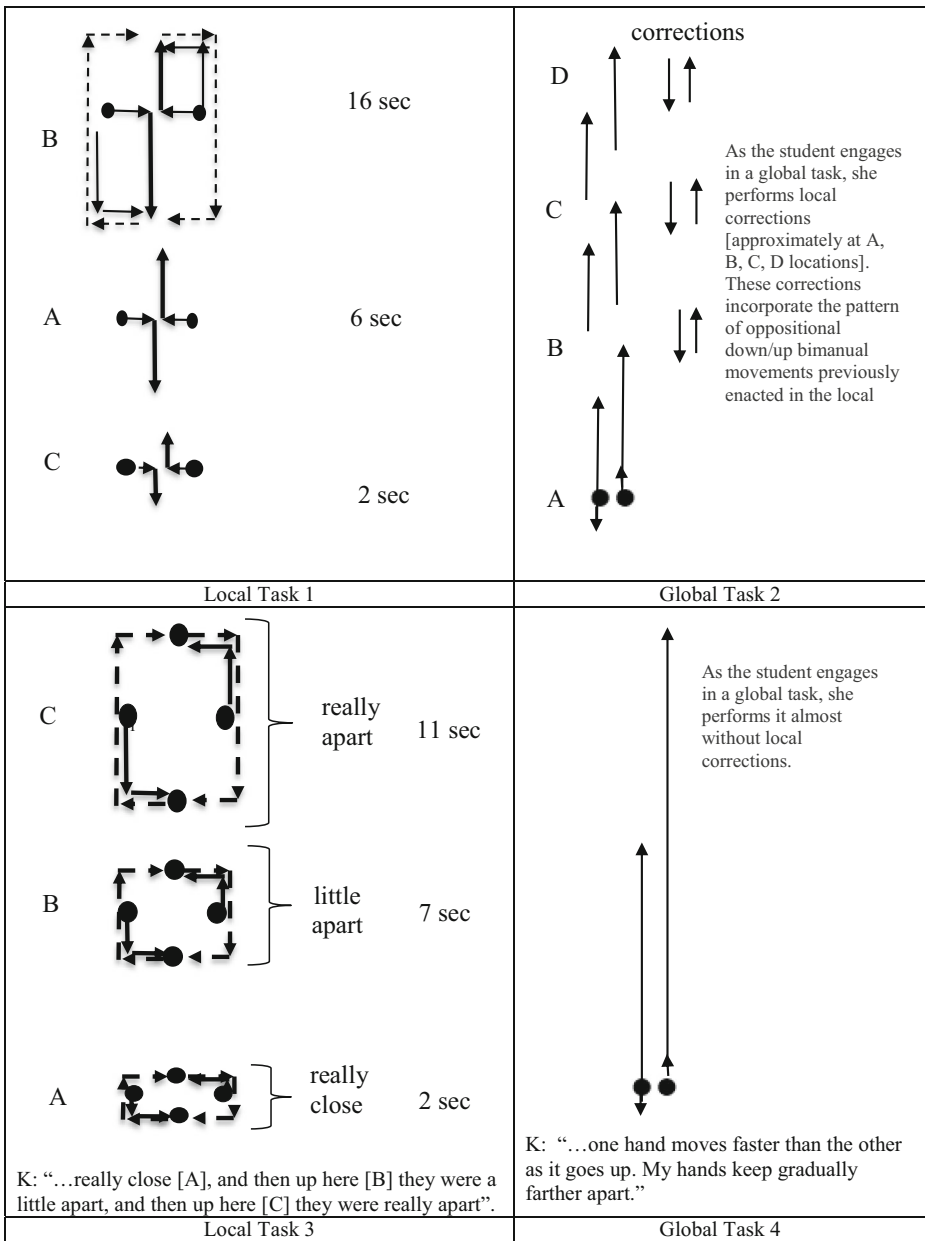 B
16 sec
A
6 sec
C
2 sec
Local Task 1
corrections
D
As the student engages
in a global task, she
performs local
C
corrections
[approximately at A,
B, C, D locations].
These corrections
incorporate the pattern
B
of oppositional
down/up bimanual
movements previously
enacted in the local
A
Global Task 2
C
really
apart
11 sec
B
little
apart
7 sec
A
really
close
2 sec
K: “…really close [A], and then up here [B] they were a
little apart, and then up here [C] they were really apart”.
Local Task 3
As the student engages
in a global task, she
performs it almost
without local
corrections.
K: “…one hand moves faster than the other
as it goes up. My hands keep gradually
farther apart.”
Global Task 4